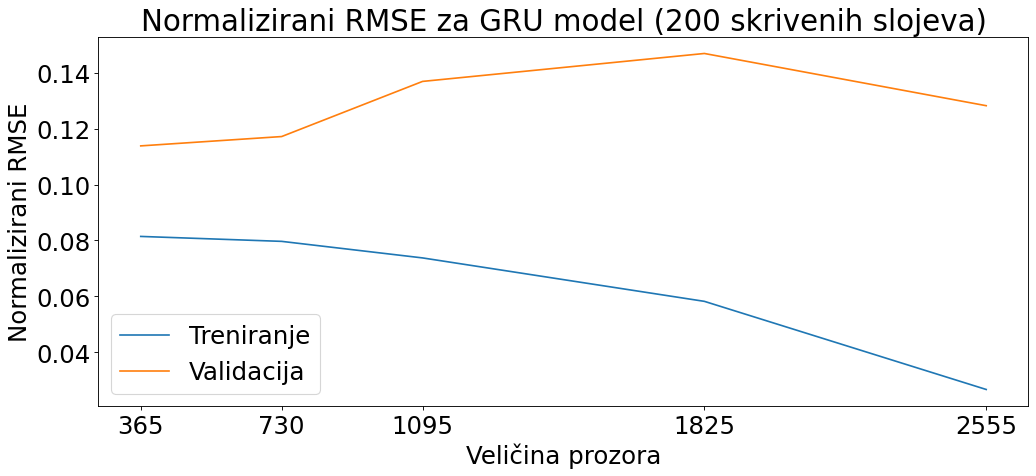 Normalizirani RMSE za GRU model (200 skrivenih slojeva)
Normalizirani RMSE
0.14
0.12
0.10
0.08
0.06
0.04
Treniranje
Validacija
365 730 1095 1825 2555
Veličina prozora